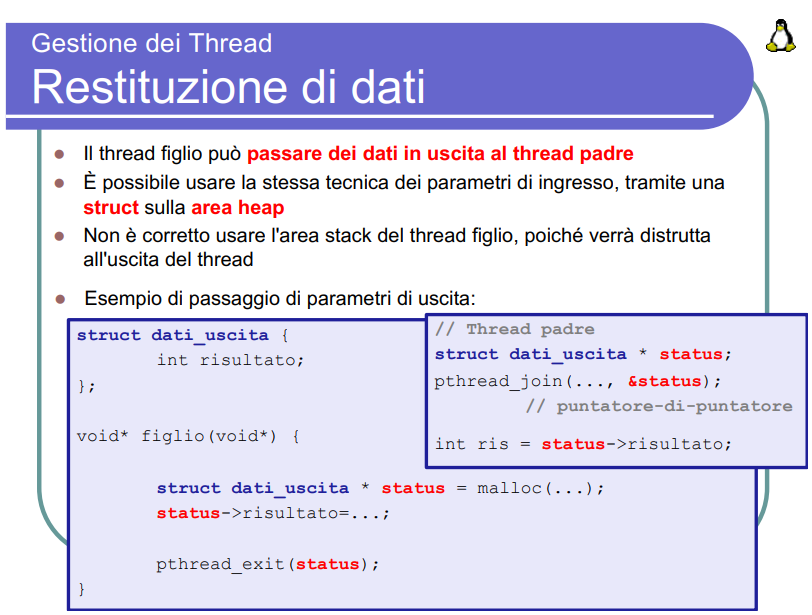 Gestione dei Thread
Restituzione di dati
Il thread figlio può passare dei dati in uscita al thread padre
È possibile usare la stessa tecnica dei parametri di ingresso, tramite una
struct sulla area heap
Non è corretto usare l'area stack del thread figlio, poiché verrà distrutta
all'uscita del thread
Esempio di passaggio di parametri di uscita:
struct dati_uscita {
int risultato;
};
void* figlio(void*) {
struct dati_uscita * status = malloc(...);
status->risultato=...;
pthread_exit(status);
}
// Thread padre
struct dati_uscita * status;
pthread_join(..., &status);
// puntatore-di-puntatore
int ris = status->risultato;